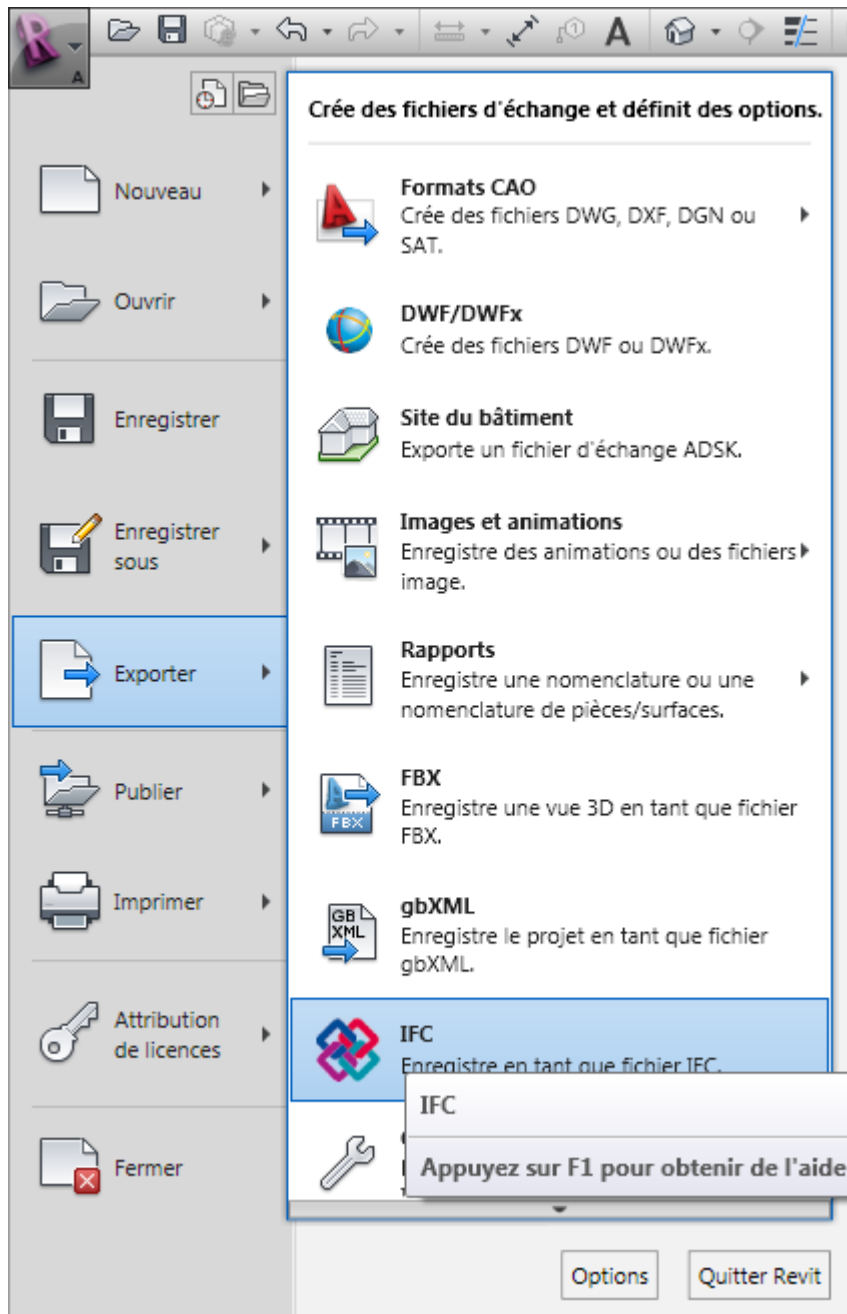 A
Crée des fichiers d'échange et définit des options.
Nouveau
Ouvrir
Enregistrer
Enregistrer
sous
Exporter
Publier
Imprimer
Attribution
de licences
Fermer
Formats CAO
Crée des fichiers DWG, DXF, DGN ou
SAT.
DWF/DWFx
Crée des fichiers DWF ou DWFx.
Site du bâtiment
Exporte un fichier d'échange ADSK.
Images et animations
Enregistre des animations ou des fichiers
image.
Rapports
Enregistre une nomenclature ou une
nomenclature de pièces/surfaces.
FBX
FBX
Enregistre une vue 3D en tant que fichier
FBX.
GB
XML
gbXML
Enregistre le projet en tant que fichier
gbXML.
IFC
Enregistre en tant que fichier IFC.
IFC
Appuyez sur F1 pour obtenir de l'aide
Options
Quitter Revit